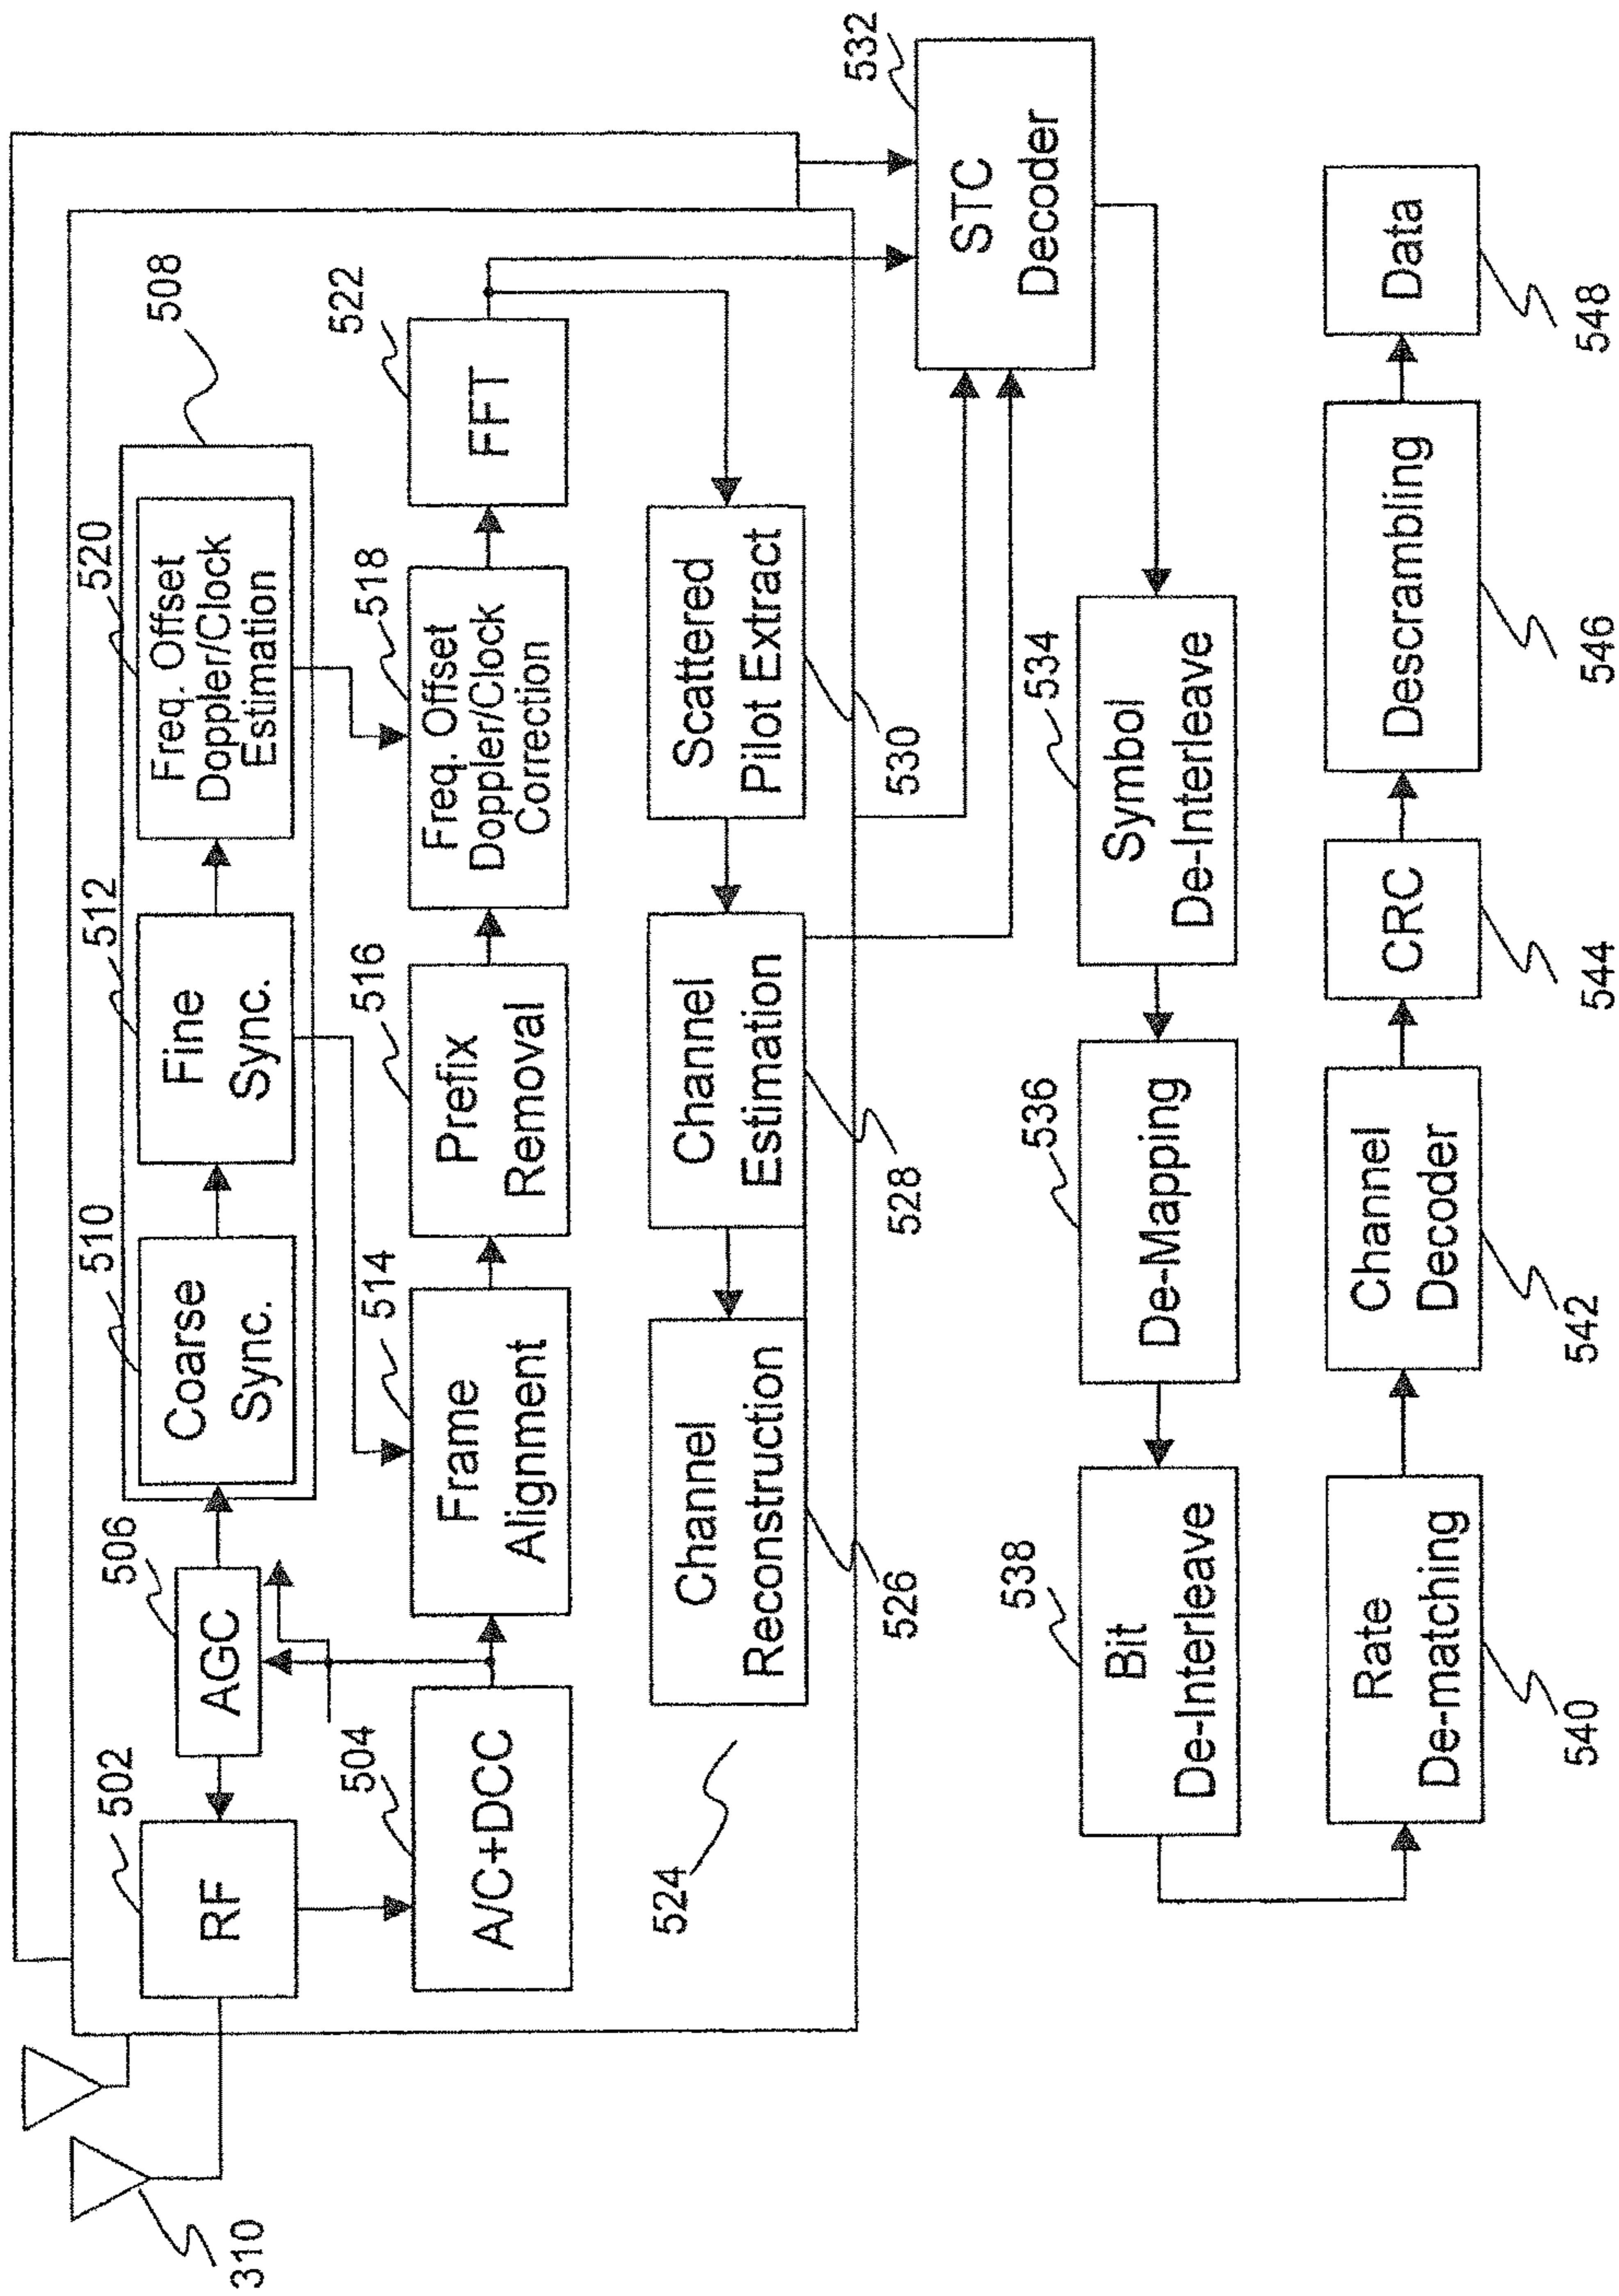 310
502
RF
506
AGC
508
510
Coarse
Sync.
512
Fine
Sync.
520
Freq. Offset
Doppler/Clock
Estimation
504
A/C+DCC
514
Frame
Alignment
516
Prefix
Removal
518
Freq. Offset
Doppler/Clock
Correction
522
FFT
524
Channel
Reconstruction
526
Channel
Estimation
528
Scattered
Pilot Extract
530
532
STC
Decoder
534
Symbol
De-Interleave
536
De-Mapping
538
Bit
De-Interleave
Rate
De-matching
540
Channel
Decoder
542
CRC
544
Descrambling
546
Data
548